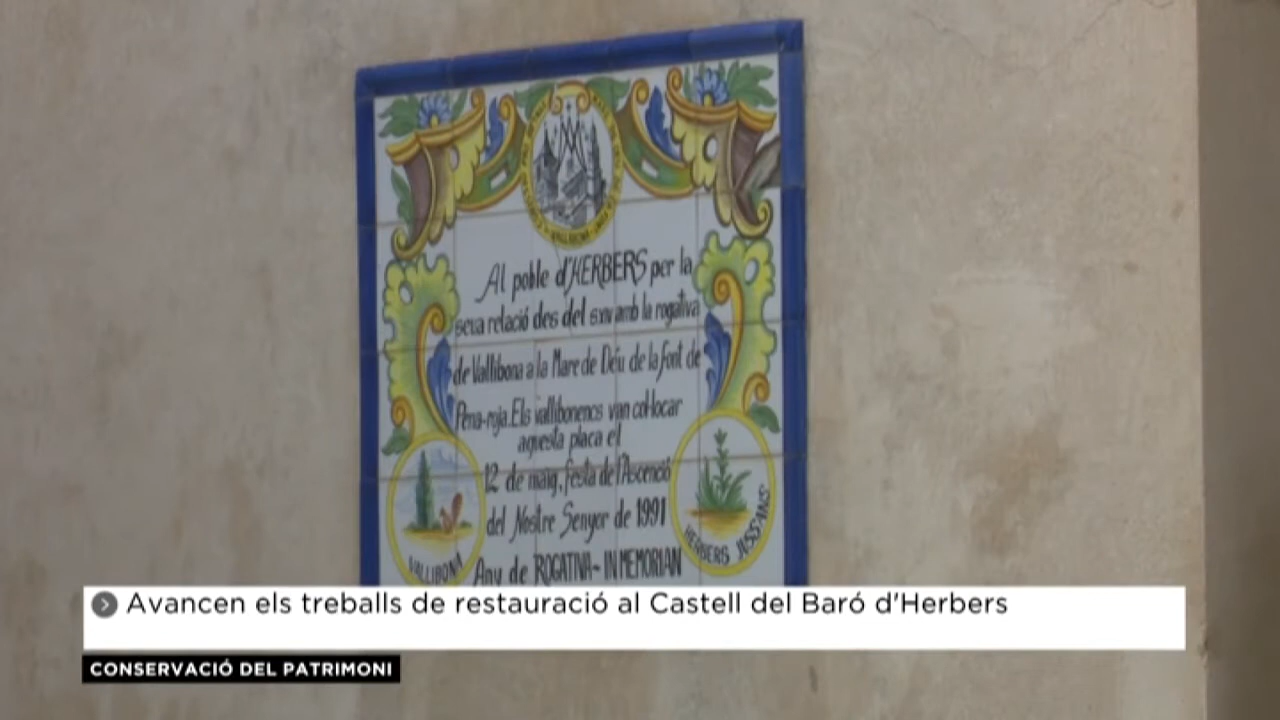 VALLIBONA
Al poble d'HERBERS per la
seua relació des del s.XIV amb la rogativa
de Vallibona a la Mare de Déu de la Font de
Pena-roja. Els vallibonencs van col·locar
aquesta placa el
12 de maig, festa de l'Ascenció
del Nostre Senyor de 1991
Any de ROGATIVA - IN MEMORIAN
VALLIBONA
HERBERS JUSSANS
Avancen els treballs de restauració al Castell del Baró d'Herbers
CONSERVACIÓ DEL PATRIMONI